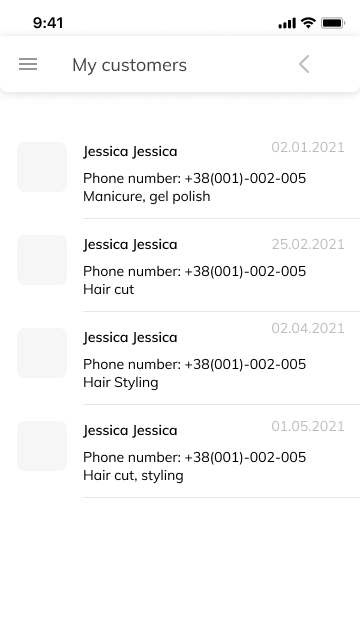 9:41
My customers
Jessica Jessica 02.01.2021
Phone number: +38(001)-002-005
Manicure, gel polish
Jessica Jessica 25.02.2021
Phone number: +38(001)-002-005
Hair cut
Jessica Jessica 02.04.2021
Phone number: +38(001)-002-005
Hair Styling
Jessica Jessica 01.05.2021
Phone number: +38(001)-002-005
Hair cut, styling